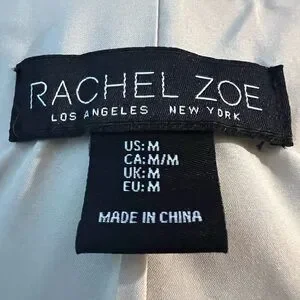 RACHEL ZOE
LOS ANGELES NEW YORK
US:M
CA:M/M
UK:M
EU:M
MADE IN CHINA